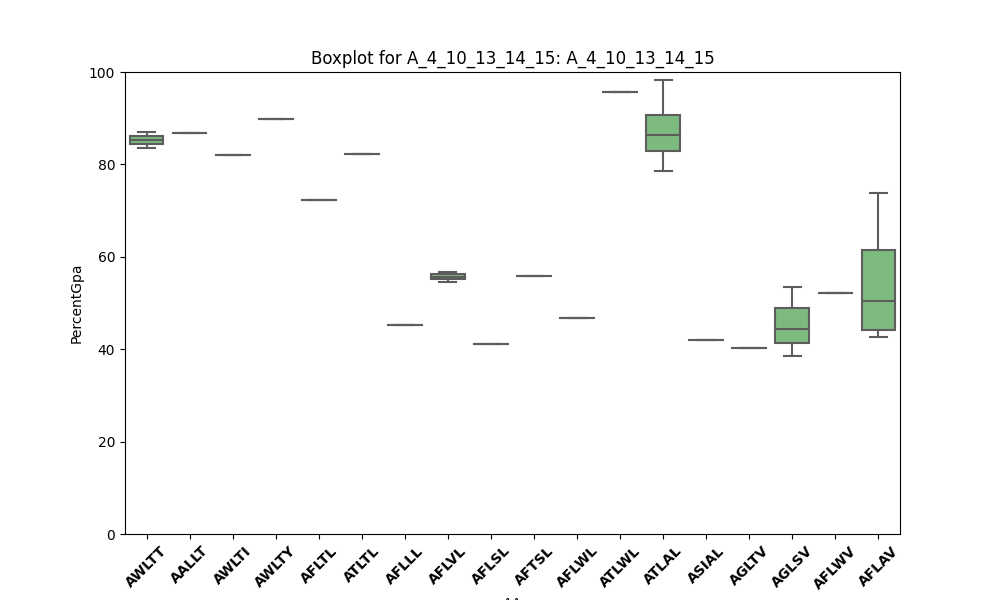 Boxplot for A_4_10_13_14_15: A_4_10_13_14_15
100
80
60
40
20
0
PercentGpa
AWLTT
AALLT
AWLTI
AWLTY
AFLTL
ATLTL
AFLLL
AFLVL
AFLSL
AFTSL
AFLWL
ATLWL
ATLAL
ASIAL
AGLTV
AGLSV
AFLWV
AFLAV